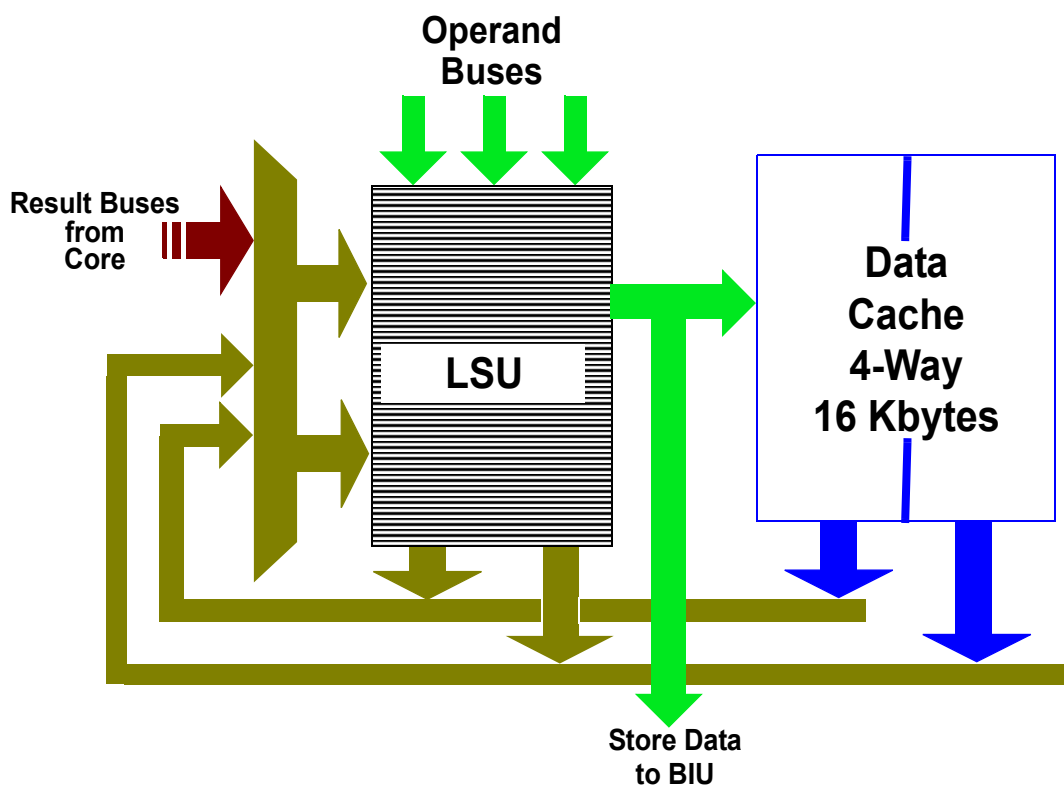 Operand
Buses
Result Buses
from
Core
LSU
Data
Cache
4-Way
16 Kbytes
Store Data
to BIU